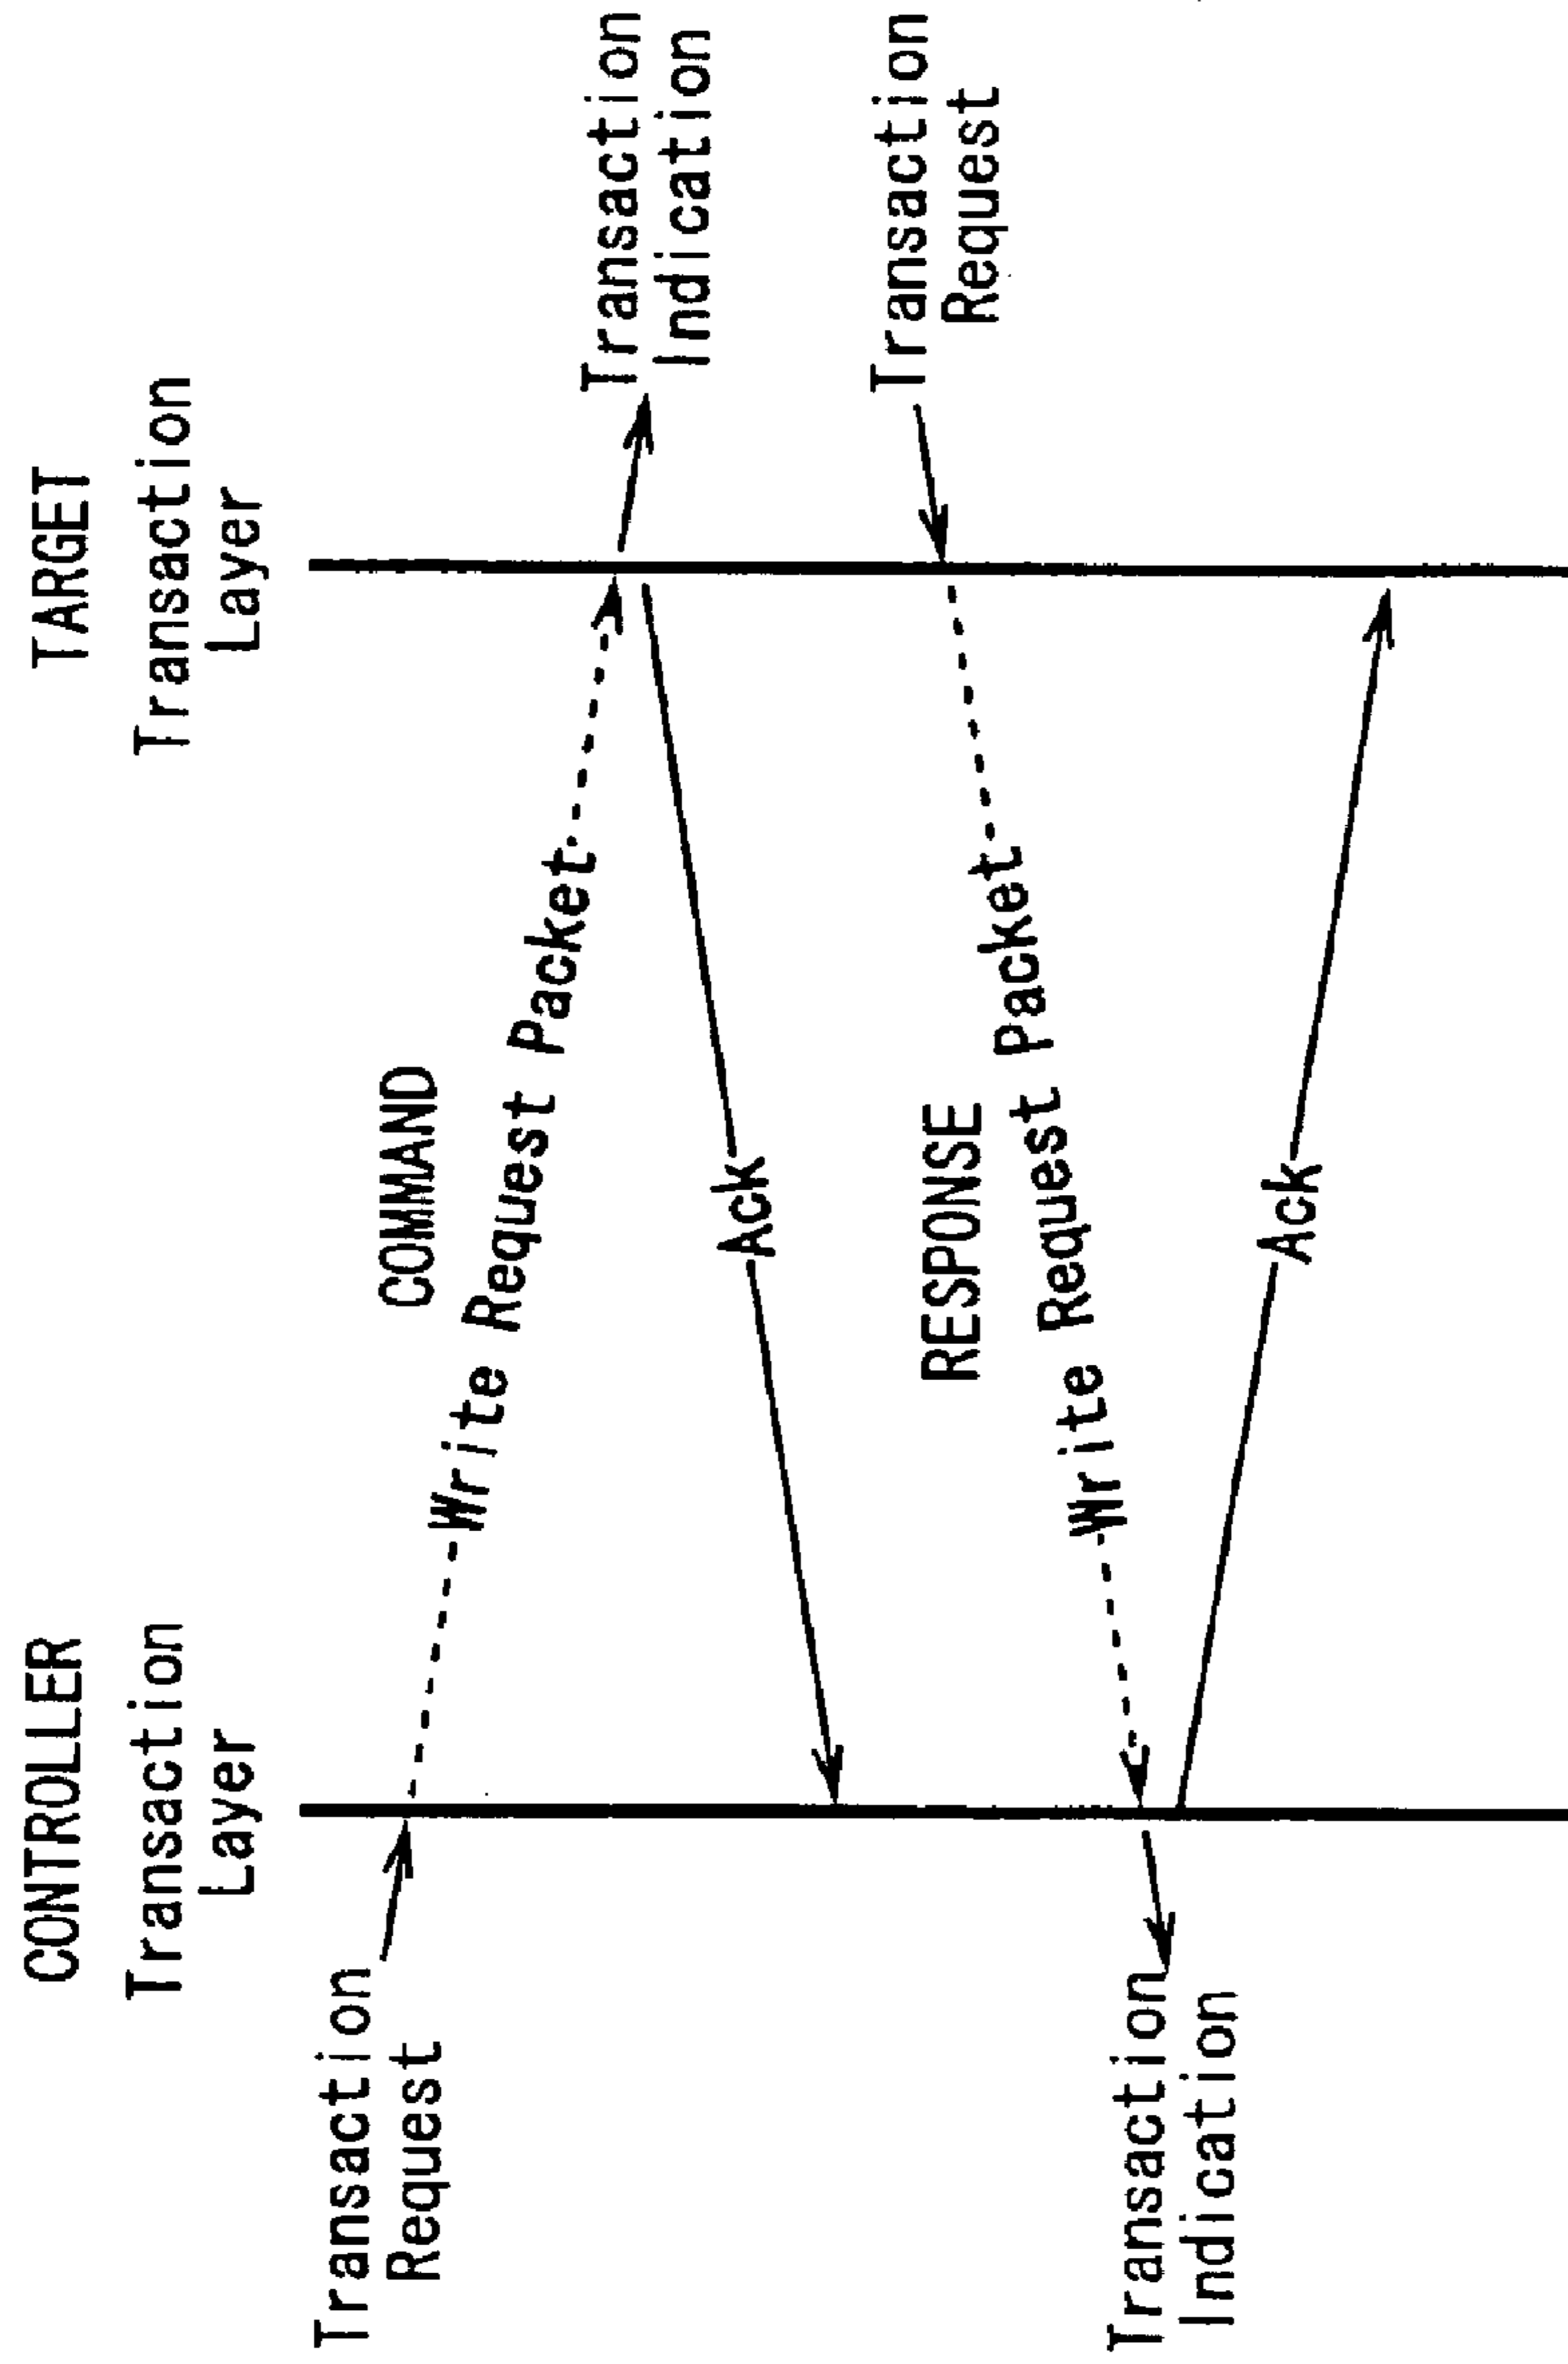 CONTROLLER
Transaction
Layer
TARGET
Transaction
Layer
Transaction
Request
COMMAND
Write Request Packet
Transaction
Indication
Ack
Transaction
Request
RESPONSE
Write Request Packet
Transaction
Indication
Ack